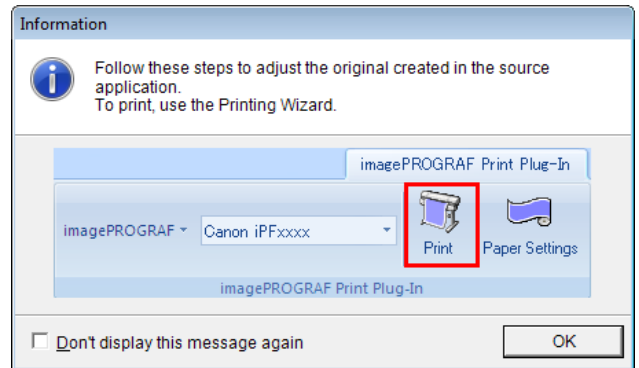 Information
Follow these steps to adjust the original created in the source
application.
To print, use the Printing Wizard.
imagePROGRAF Print Plug-In
imagePROGRAF
Canon iPFxxxx
Print
Paper Settings
imagePROGRAF Print Plug-In
Don't display this message again
OK